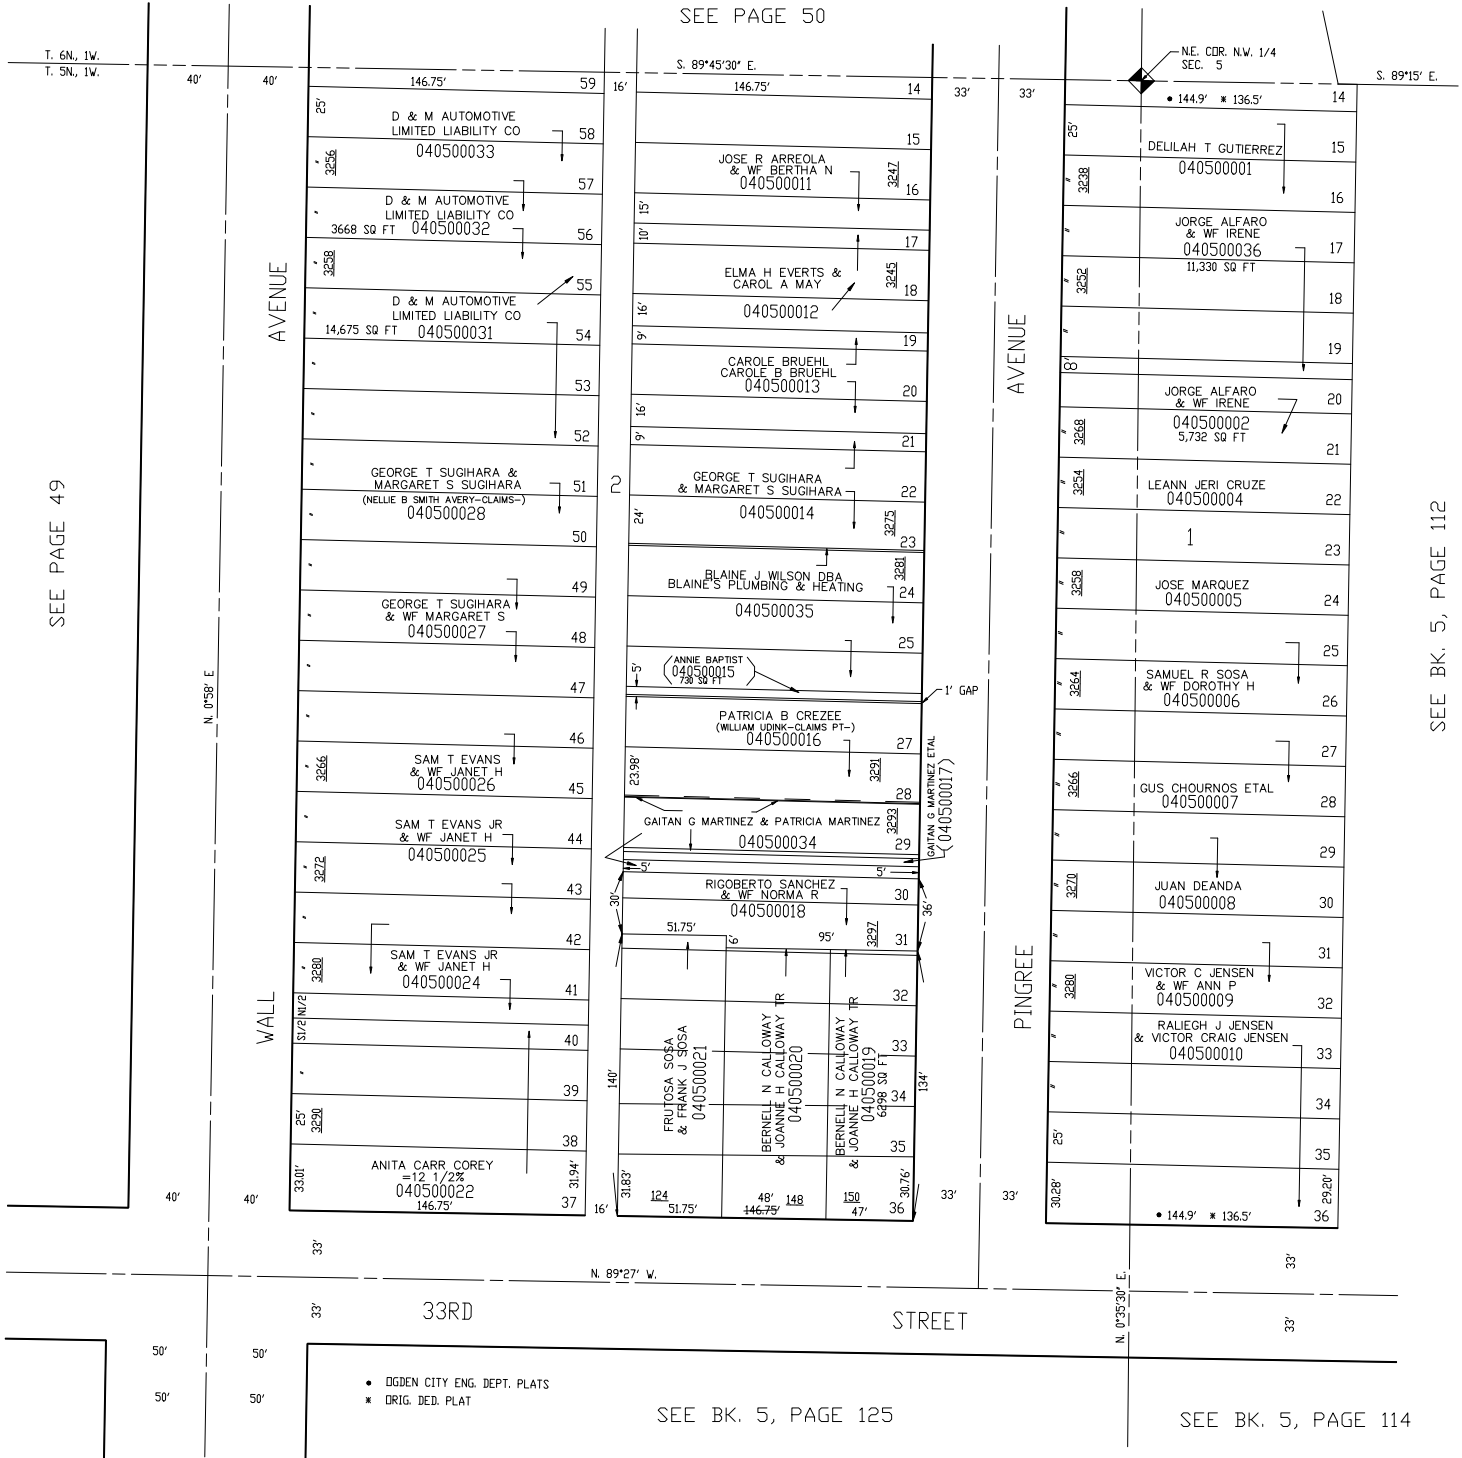 SEE PAGE 50
T. 6N., 1W.
T. 5N., 1W.
S. 89°45'30" E.
N.E. COR. N.W. 1/4
SEC. 5
S. 89°15' E.
40'
40'
146.75'
59
16'
146.75'
14
33'
33'
• 144.9' * 136.5'
14
25'
D & M AUTOMOTIVE
LIMITED LIABILITY CO
040500033
58
3256
"
57
D & M AUTOMOTIVE
LIMITED LIABILITY CO
3668 SQ FT 040500032
"
56
3258
"
55
D & M AUTOMOTIVE
LIMITED LIABILITY CO
14,675 SQ FT 040500031
"
54
"
53
"
52
GEORGE T SUGIHARA &
MARGARET S SUGIHARA
(NELLIE B SMITH AVERY-CLAIMS-)
040500028
"
51
"
50
"
49
GEORGE T SUGIHARA
& WF MARGARET S
040500027
"
48
"
47
"
46
SAM T EVANS
& WF JANET H
040500026
3266
"
45
SAM T EVANS JR
& WF JANET H
040500025
"
44
3272
"
43
"
42
SAM T EVANS JR
& WF JANET H
040500024
3280
"
41
N1/2
S1/2
40
"
39
25'
3290
38
ANITA CARR COREY
=12 1/2%
040500022
146.75'
33.01'
31.94'
37
AVENUE
WALL
SEE PAGE 49
N. 0°58' E
2
15
JOSE R ARREOLA
& WF BERTHA N
040500011
3247
16
15'
10'
17
ELMA H EVERTS &
CAROL A MAY
040500012
3245
18
16'
9'
19
CAROLE BRUEHL
CAROLE B BRUEHL
040500013
20
16'
9'
21
GEORGE T SUGIHARA
& MARGARET S SUGIHARA
040500014
22
24'
3275
23
BLAINE J WILSON DBA
BLAINE'S PLUMBING & HEATING
040500035
3281
24
25
5'
(ANNIE BAPTIST
040500015
730 SQ FT)
1' GAP
PATRICIA B CREZEE
(WILLIAM UDINK-CLAIMS PT-)
040500016
27
23.98'
3291
28
GAITAN G MARTINEZ ETAL
(040500017)
GAITAN G MARTINEZ & PATRICIA MARTINEZ
040500034
3293
29
5'
5'
RIGOBERTO SANCHEZ
& WF NORMA R
040500018
30
30'
36'
51.75'
6'
95'
3297
31
32
33
34
35
140'
134'
FRUTOSA SOSA
& FRANK J SOSA
040500021
BERNELL N CALLOWAY
& JOANNE H CALLOWAY TR
040500020
BERNELL N CALLOWAY
& JOANNE H CALLOWAY TR
040500019
6298 SQ FT
31.83'
124
51.75'
48'
146.75'
148
150
47'
30.76'
36
AVENUE
PINGREE
25'
15
DELILAH T GUTIERREZ
040500001
3238
"
16
JORGE ALFARO
& WF IRENE
040500036
11,330 SQ FT
"
17
3252
"
18
"
19
8'
JORGE ALFARO
& WF IRENE
040500002
5,732 SQ FT
20
3268
"
21
LEANN JERI CRUZE
040500004
3254
"
22
1
"
23
JOSE MARQUEZ
040500005
3258
"
24
"
25
SAMUEL R SOSA
& WF DOROTHY H
040500006
3264
"
26
"
27
GUS CHOURNOS ETAL
040500007
3266
"
28
"
29
JUAN DEANDA
040500008
3270
"
30
"
31
VICTOR C JENSEN
& WF ANN P
040500009
3280
"
32
RALIEGH J JENSEN
& VICTOR CRAIG JENSEN
040500010
"
33
"
34
25'
35
30.28'
• 144.9' * 136.5'
29.20'
36
SEE BK. 5, PAGE 112
40'
40'
16'
33'
33'
33'
33'
N. 89°27' W.
33'
33'
N. 0°35'30" E.
33RD
STREET
50'
50'
50'
50'
• OGDEN CITY ENG. DEPT. PLATS
* ORIG. DED. PLAT
SEE BK. 5, PAGE 125
SEE BK. 5, PAGE 114